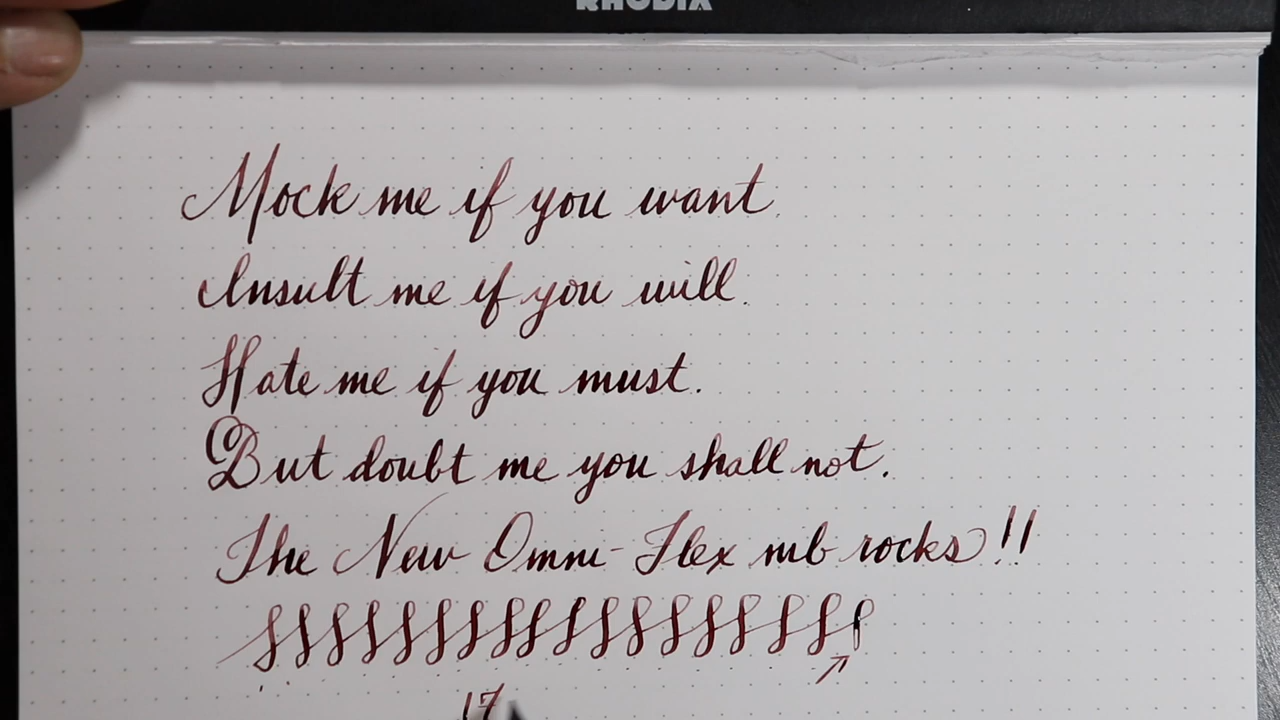 RHODIA
Mock me if you want.
Insult me if you will.
Hate me if you must.
But doubt me you shall not.
The New Omni-Flex nib rocks!!
17